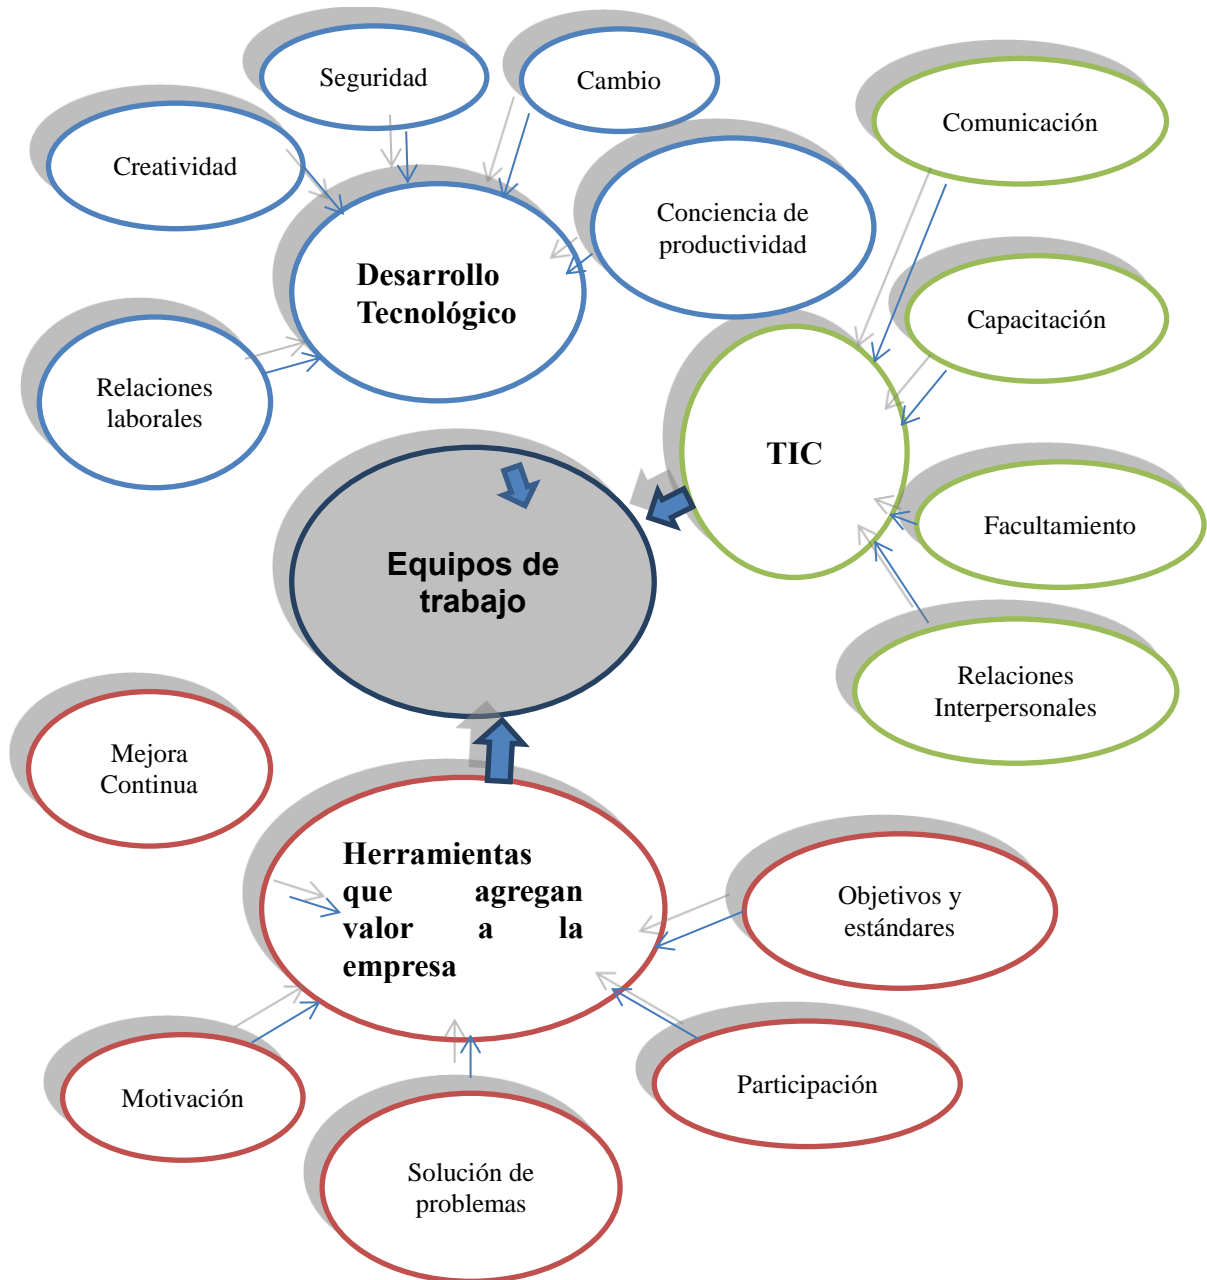 Seguridad
Cambio
Comunicación
Creatividad
Conciencia de
productividad
Desarrollo
Tecnológico
Capacitación
Relaciones
laborales
TIC
Facultamiento
Equipos de
trabajo
Relaciones
Interpersonales
Mejora
Continua
Herramientas
que agregan
valor a la
empresa
Objetivos y
estándares
Motivación
Participación
Solución de
problemas